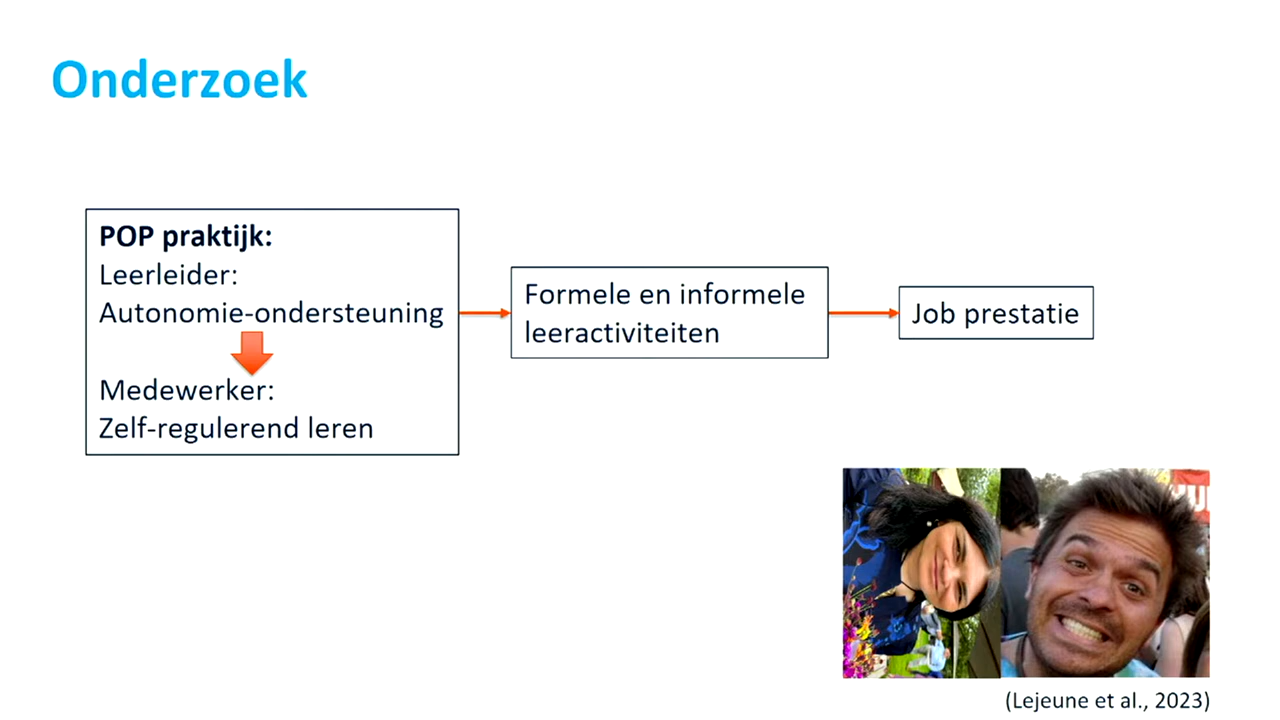 Onderzoek
POP praktijk:
Leerleider:
Autonomie-ondersteuning
Medewerker:
Zelf-regulerend leren
Formele en informele
leeractiviteiten
Job prestatie
(Lejeune et al., 2023)